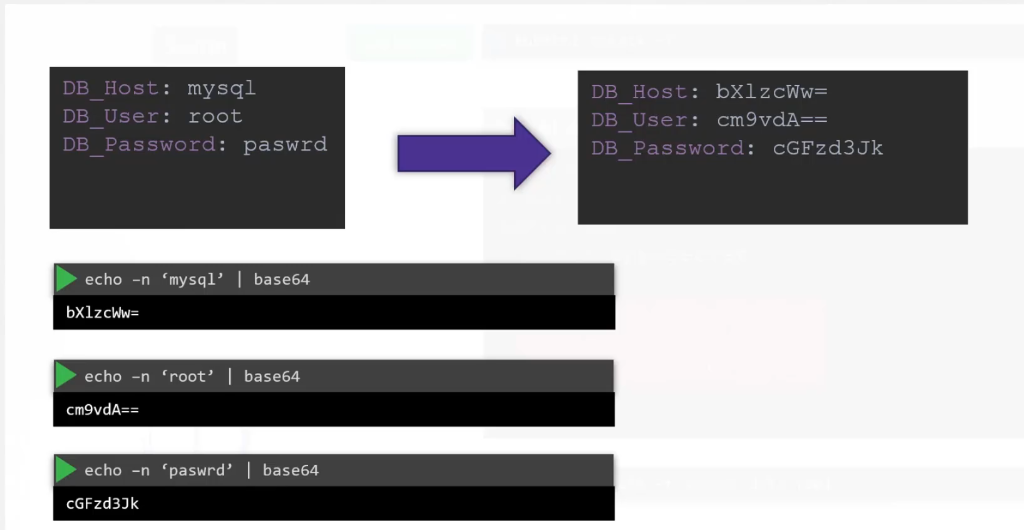 DB_Host: mysql
DB_User: root
DB_Password: paswrd
DB_Host: bXlzcWw=
DB_User: cm9vdA==
DB_Password: cGFzd3Jk
echo –n ‘mysql’ | base64
bXlzcWw=
echo –n ‘root’ | base64
cm9vdA==
echo –n ‘paswrd’ | base64
cGFzd3Jk